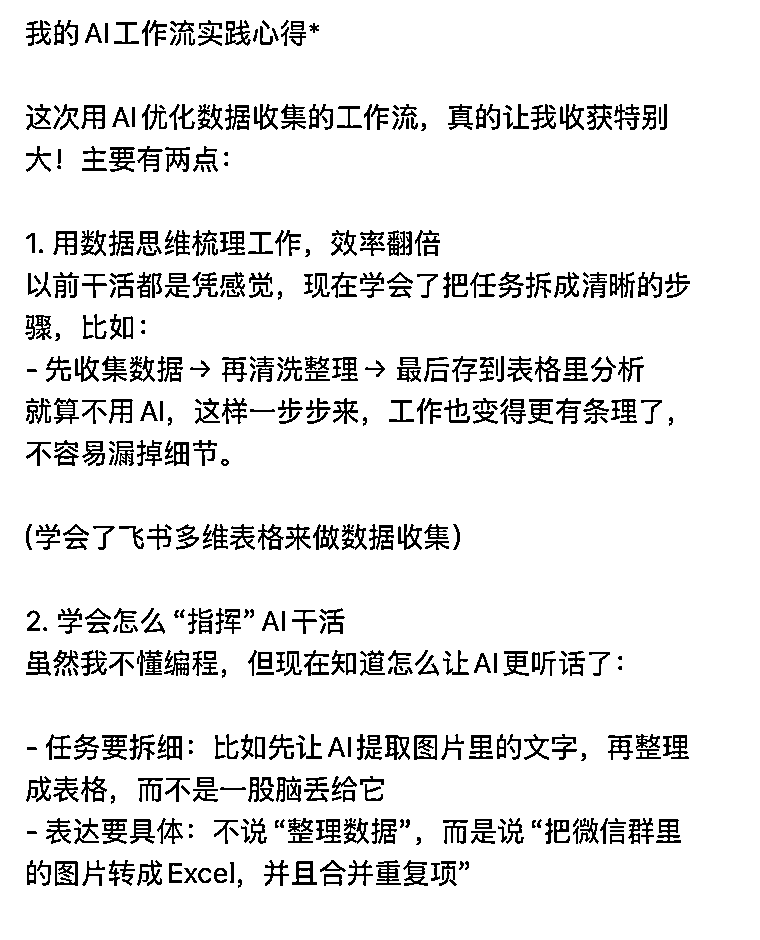 我的AI工作流实践心得*
这次用AI优化数据收集的工作流，真的让我收获特别
大！主要有两点：
1. 用数据思维梳理工作，效率翻倍
以前干活都是凭感觉，现在学会了把任务拆成清晰的步
骤，比如：
- 先收集数据→ 再清洗整理→ 最后存到表格里分析
就算不用AI，这样一步步来，工作也变得更有条理了，
不容易漏掉细节。
(学会了飞书多维表格来做数据收集)
2. 学会怎么“指挥”AI干活
虽然我不懂编程，但现在知道怎么让AI更听话了：
- 任务要拆细：比如先让AI提取图片里的文字，再整理
成表格，而不是一股脑丢给它
- 表达要具体：不说“整理数据”，而是说“把微信群里
的图片转成Excel，并且合并重复项”